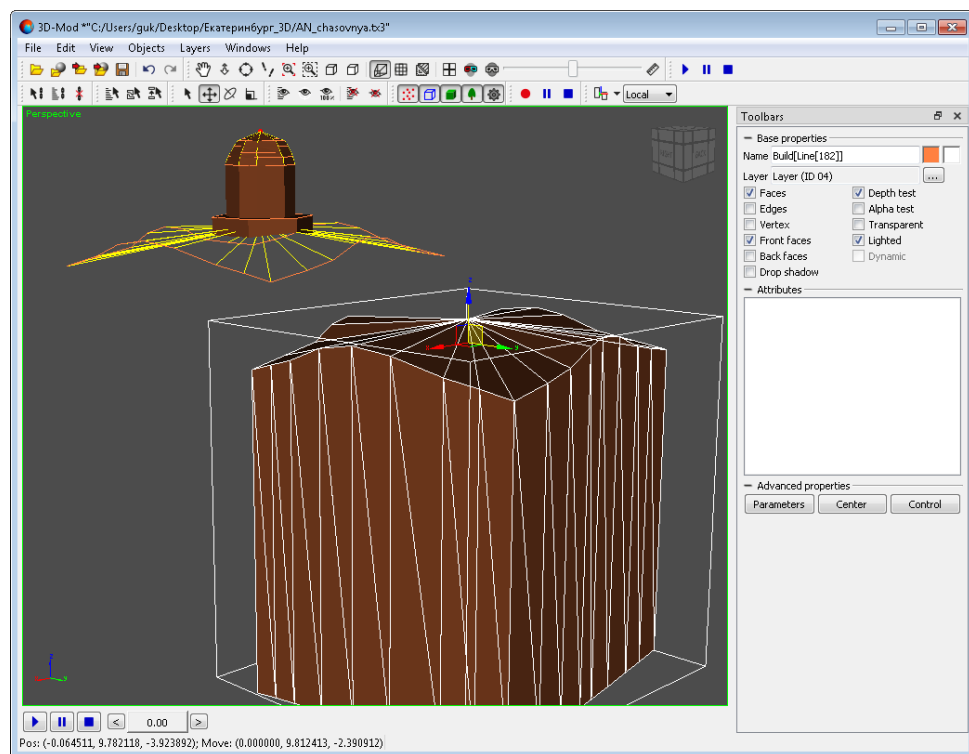 3D-Mod *"C:/Users/guk/Desktop/Екатеринбург_3D/AN_chasovnya.tx3"
File Edit View Objects Layers Windows Help
100%
Local
Perspective
Toolbars
Base properties
Name Build[Line[182]]
Layer Layer (ID 04) ...
Faces Depth test
Edges Alpha test
Vertex Transparent
Front faces Lighted
Back faces Dynamic
Drop shadow
Attributes
Advanced properties
Parameters Center Control
z
z
< 0.00 >
Pos: (-0.064511, 9.782118, -3.923892); Move: (0.000000, 9.812413, -2.390912)